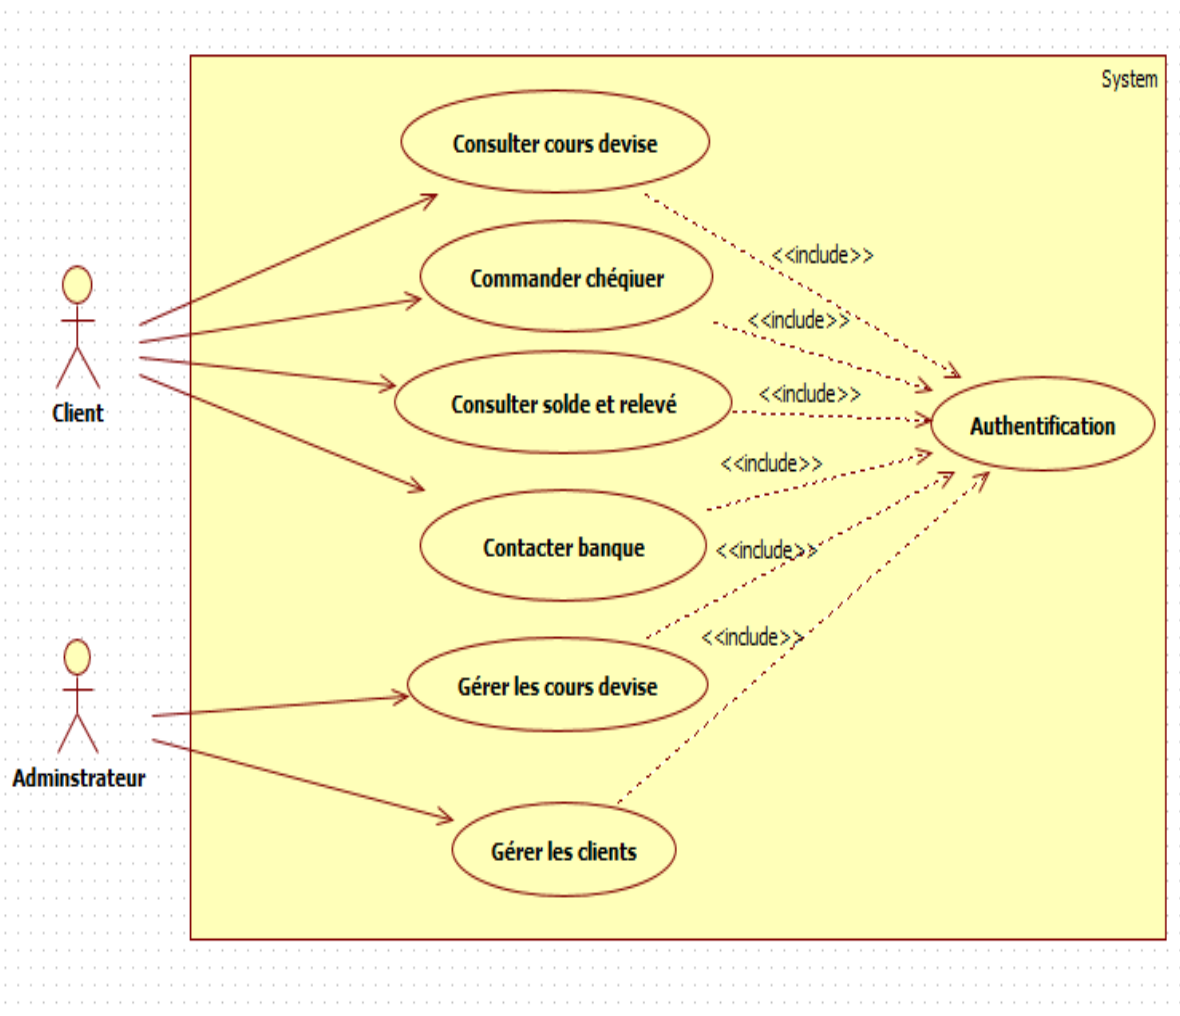 System
Consulter cours devise
<<include>>
Commander chéqiuer
<<include>>
Client
Consulter solde et relevé
<<include>>
Authentification
<<include>>
Contacter banque
<<include>>
<<include>>
Gérer les cours devise
Adminstrateur
Gérer les clients